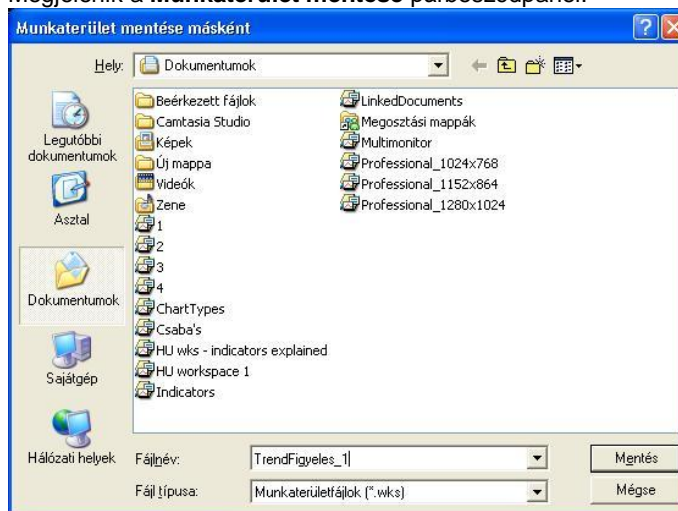 Megjelenik a Munkaterület mentése párbeszédpanel.
Munkaterület mentése másként
Hely:
Dokumentumok
Legutóbbi
dokumentumok
Asztal
Dokumentumok
Sajátgép
Hálózati helyek
Beérkezett fájlok
Camtasia Studio
Képek
Új mappa
Videók
Zene
1
2
3
4
ChartTypes
Csaba's
HU wks - indicators explained
HU workspace 1
Indicators
LinkedDocuments
Megosztási mappák
Multimonitor
Professional_1024x768
Professional_1152x864
Professional_1280x1024
Fájlnév:
TrendFigyeles_1
Mentés
Fájl típusa:
Munkaterületfájlok (*.wks)
Mégse